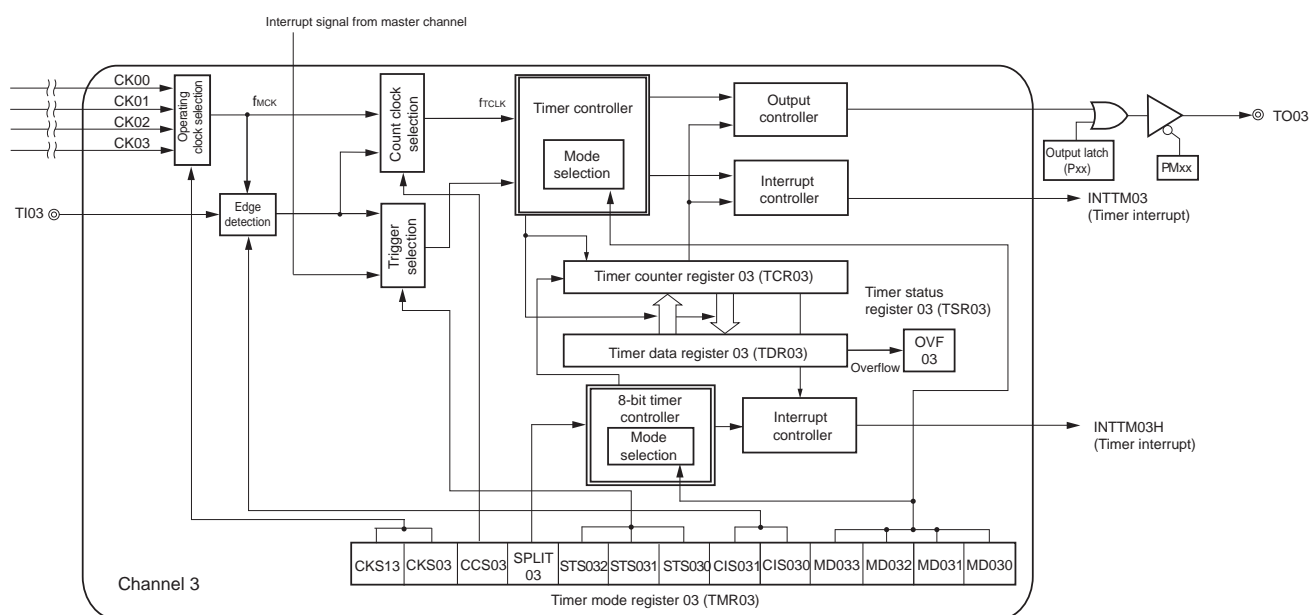 Interrupt signal from master channel
CK00
CK01
CK02
CK03
Operating
clock selection
fMCK
Count clock
selection
fTCLK
Timer controller
Mode
selection
Output
controller
TO03
Output latch
(Pxx)
PMxx
Interrupt
controller
INTTM03
(Timer interrupt)
TI03
Edge
detection
Trigger
selection
Timer counter register 03 (TCR03)
Timer status
register 03 (TSR03)
Timer data register 03 (TDR03)
Overflow
OVF
03
8-bit timer
controller
Mode
selection
Interrupt
controller
INTTM03H
(Timer interrupt)
CKS13
CKS03
CCS03
SPLIT
03
STS032
STS031
STS030
CIS031
CIS030
MD033
MD032
MD031
MD030
Channel 3
Timer mode register 03 (TMR03)